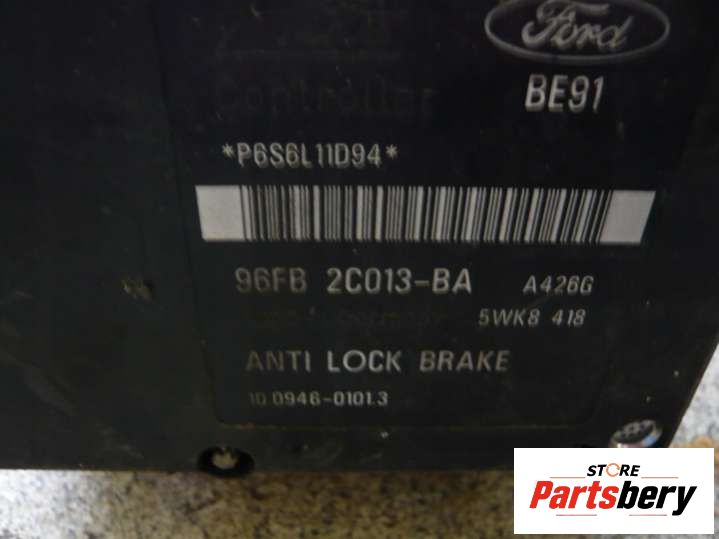 Ford
Controller
BE91
*P6S6L11D94*
96FB 2C013-BA A426G
Germany 5WK8 418
ANTI LOCK BRAKE
10.0946-0101.3
STORE
Partsbery